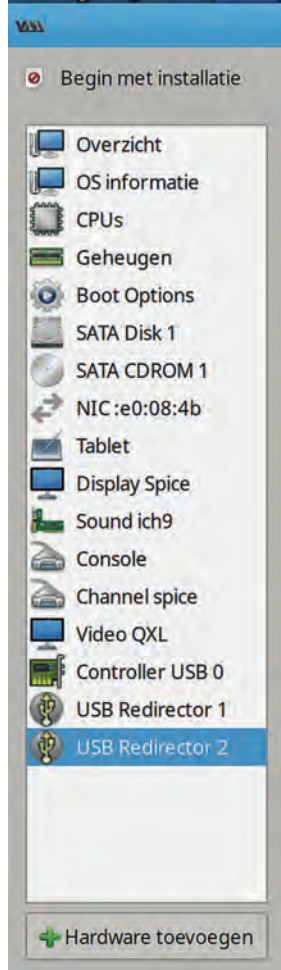 Begin met installatie
Overzicht
OS informatie
CPUs
Geheugen
Boot Options
SATA Disk 1
SATA CDROM 1
NIC :e0:08:4b
Tablet
Display Spice
Sound ich9
Console
Channel spice
Video QXL
Controller USB 0
USB Redirector 1
USB Redirector 2
Hardware toevoegen